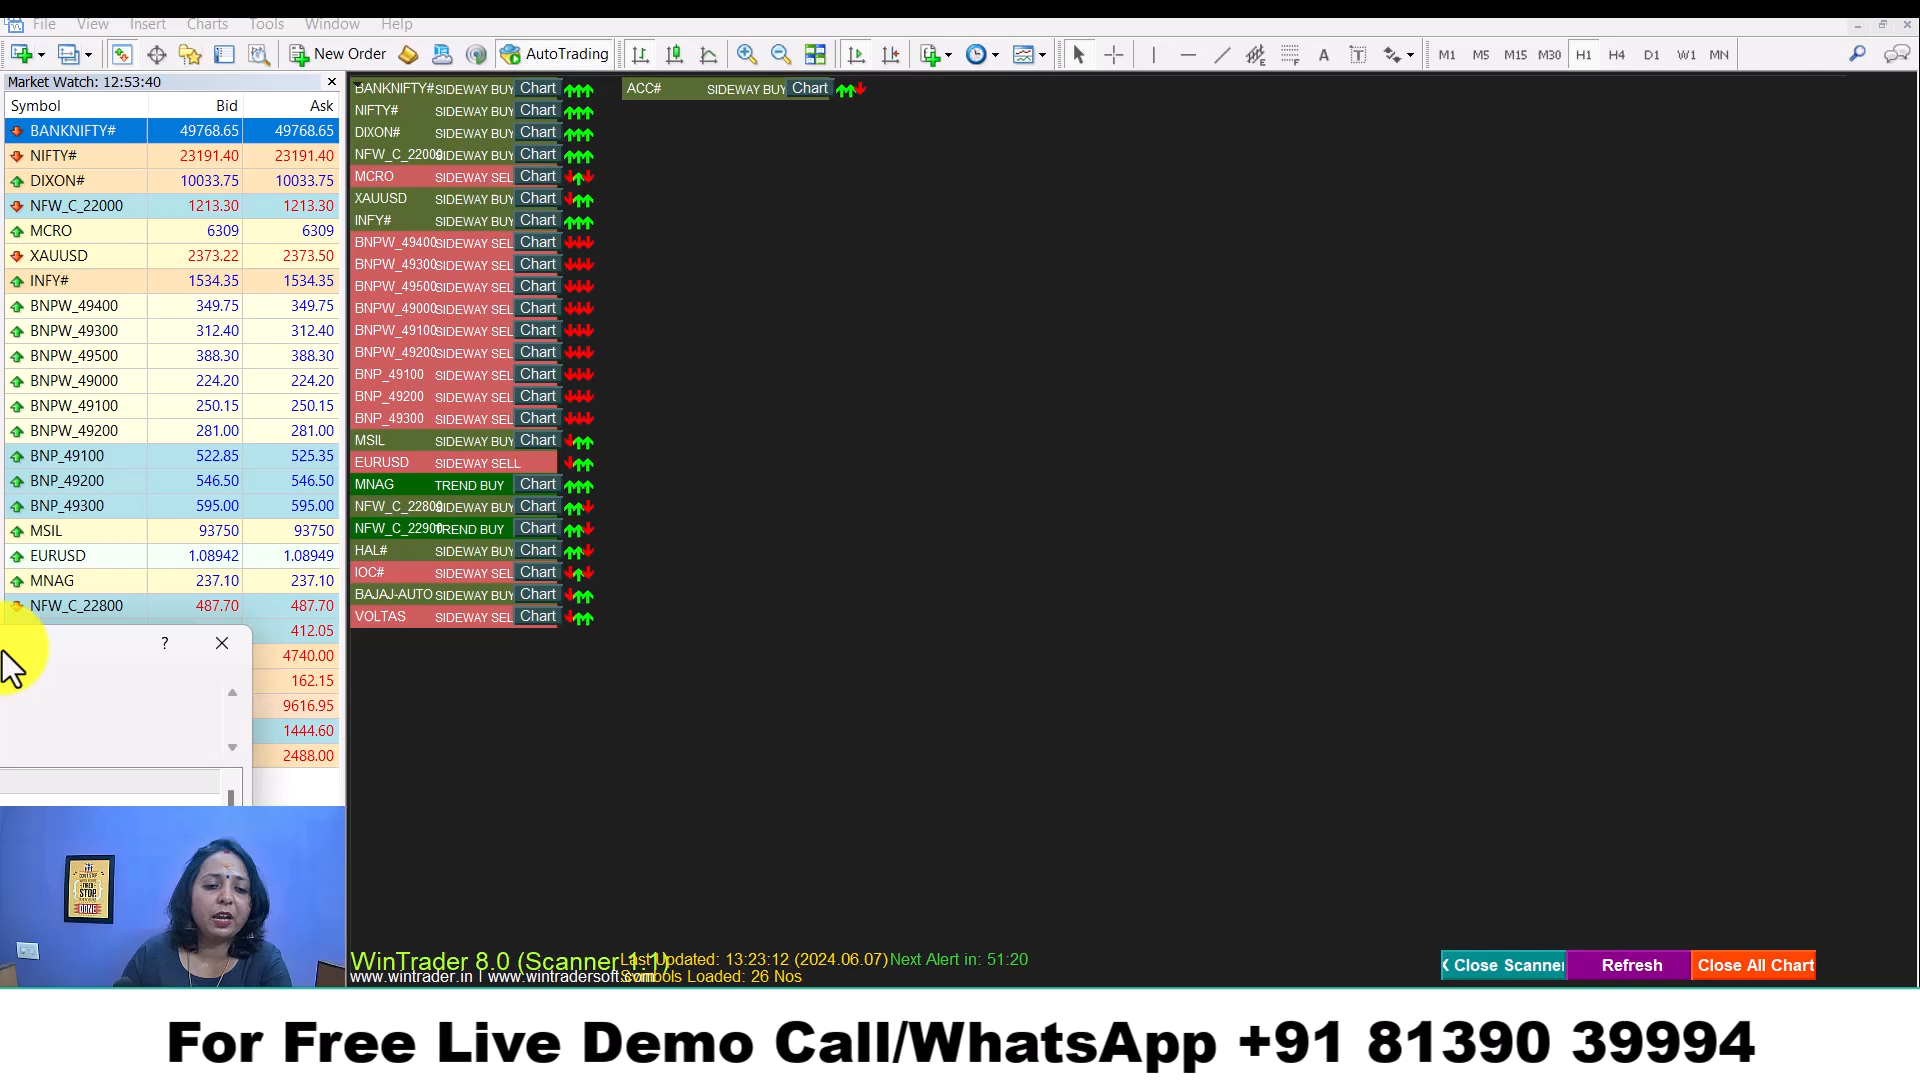 File View Insert Charts Tools Window Help
New Order AutoTrading M1 M5 M15 M30 H1 H4 D1 W1 MN
Market Watch: 12:53:40
Symbol Bid Ask
BANKNIFTY# 49768.65 49768.65
NIFTY# 23191.40 23191.40
DIXON# 10033.75 10033.75
NFW_C_22000 1213.30 1213.30
MCRO 6309 6309
XAUUSD 2373.22 2373.50
INFY# 1534.35 1534.35
BNPW_49400 349.75 349.75
BNPW_49300 312.40 312.40
BNPW_49500 388.30 388.30
BNPW_49000 224.20 224.20
BNPW_49100 250.15 250.15
BNPW_49200 281.00 281.00
BNP_49100 522.85 525.35
BNP_49200 546.50 546.50
BNP_49300 595.00 595.00
MSIL 93750 93750
EURUSD 1.08942 1.08949
MNAG 237.10 237.10
NFW_C_22800 487.70 487.70
412.05
4740.00
162.15
9616.95
1444.60
2488.00
?
BANKNIFTY# SIDEWAY BUY Chart
NIFTY# SIDEWAY BUY Chart
DIXON# SIDEWAY BUY Chart
NFW_C_22000 SIDEWAY BUY Chart
MCRO SIDEWAY SEL Chart
XAUUSD SIDEWAY BUY Chart
INFY# SIDEWAY BUY Chart
BNPW_49400 SIDEWAY SEL Chart
BNPW_49300 SIDEWAY SEL Chart
BNPW_49500 SIDEWAY SEL Chart
BNPW_49000 SIDEWAY SEL Chart
BNPW_49100 SIDEWAY SEL Chart
BNPW_49200 SIDEWAY SEL Chart
BNP_49100 SIDEWAY SEL Chart
BNP_49200 SIDEWAY SEL Chart
BNP_49300 SIDEWAY SEL Chart
MSIL SIDEWAY BUY Chart
EURUSD SIDEWAY SELL
MNAG TREND BUY Chart
NFW_C_22800 SIDEWAY BUY Chart
NFW_C_22900 TREND BUY Chart
HAL# SIDEWAY BUY Chart
IOC# SIDEWAY SEL Chart
BAJAJ-AUTO SIDEWAY BUY Chart
VOLTAS SIDEWAY SEL Chart
ACC# SIDEWAY BUY Chart
WinTrader 8.0 (Scanner 1.1)
Last Updated: 13:23:12 (2024.06.07) Next Alert in: 51:20
www.wintrader.in I www.wintradersoft.com
Symbols Loaded: 26 Nos
X Close Scanner Refresh Close All Chart
STOP
DONE
For Free Live Demo Call/WhatsApp +91 81390 39994